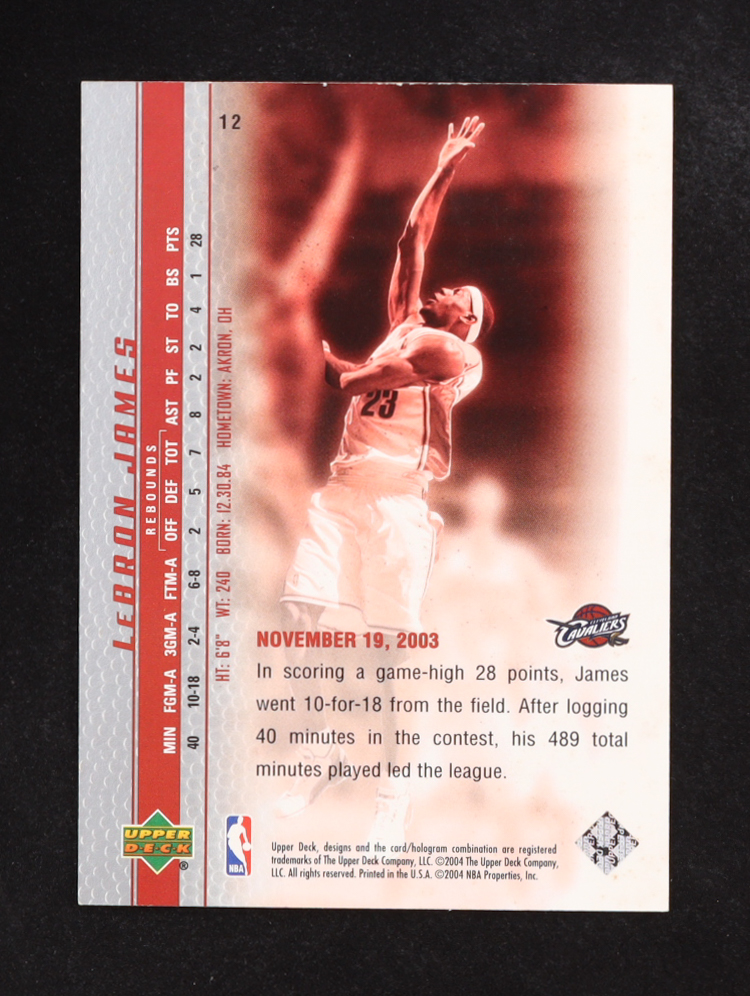 12
LeBRON JAMES
REBOUNDS
MIN FGM-A 3GM-A FTM-A OFF DEF TOT AST PF ST TO BS PTS
40 10-18 2-4 6-8 2 5 7 8 2 2 4 1 28
HT: 6'8" WT: 240 BORN: 12.30.84 HOMETOWN: AKRON, OH
23
CLEVELAND
CAVALIERS
NOVEMBER 19, 2003
In scoring a game-high 28 points, James
went 10-for-18 from the field. After logging
40 minutes in the contest, his 489 total
minutes played led the league.
UPPER
D·E·C·K
®
NBA
Upper Deck, designs and the card/hologram combination are registered
trademarks of The Upper Deck Company, LLC. ©2004 The Upper Deck Company,
LLC. All rights reserved. Printed in the U.S.A. ©2004 NBA Properties, Inc.